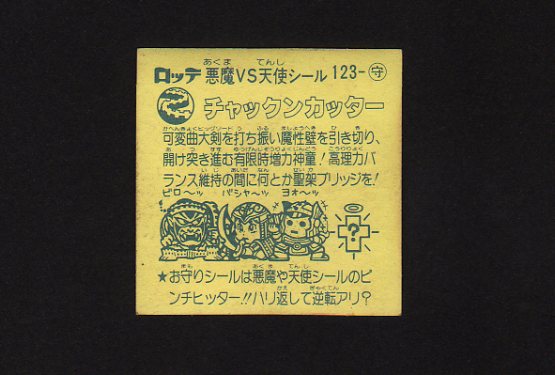 ロッテ 悪魔VS天使シール 123-守
チャックンカッター
可変曲大剣を打ち振い魔性壁を引き切り、
開け突き進む有限時増力神童!高理力バ
ランス維持の間に何とか聖架ブリッジを!
ピロ〜ッ バシャ〜ッ ヨオ〜ッ
?
★お守りシールは悪魔や天使シールのピ
ンチヒッター!!ハリ返して逆転アリ?